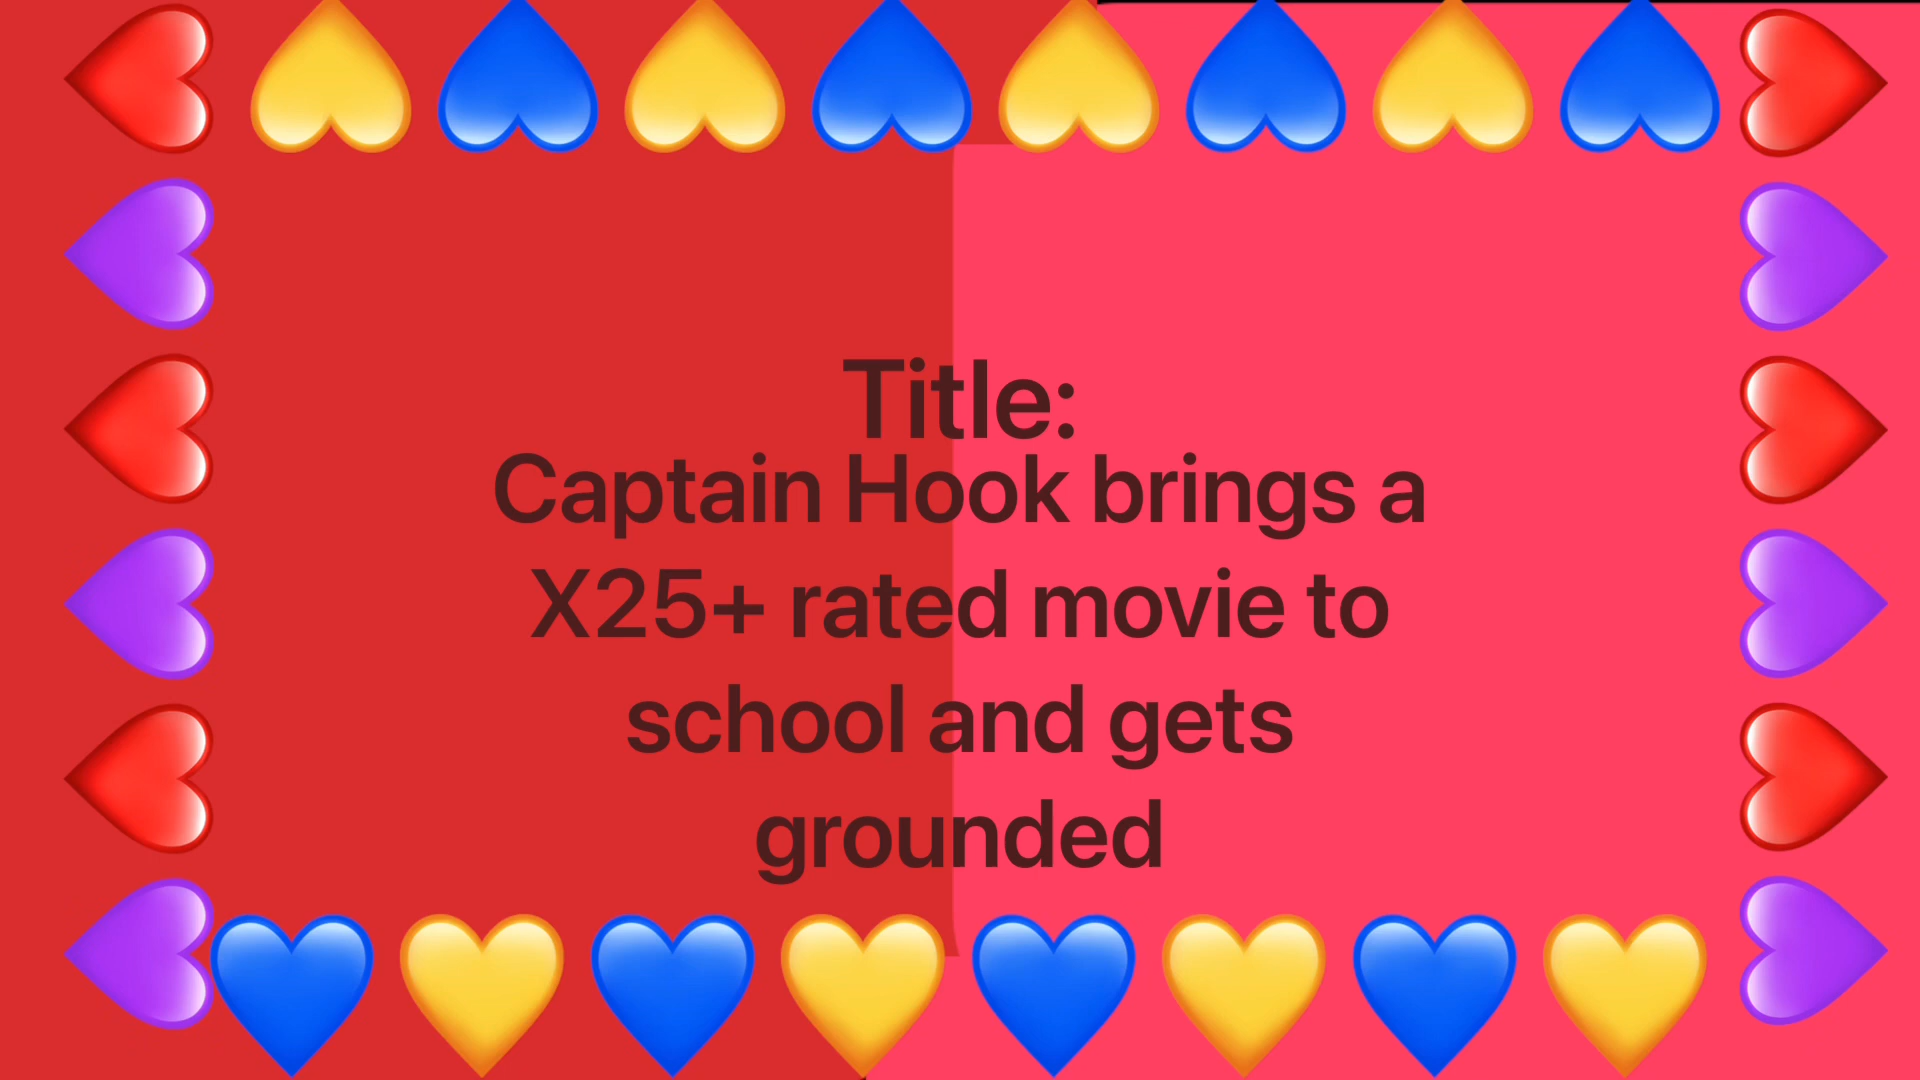 Title:
Captain Hook brings a
X25+ rated movie to
school and gets
grounded